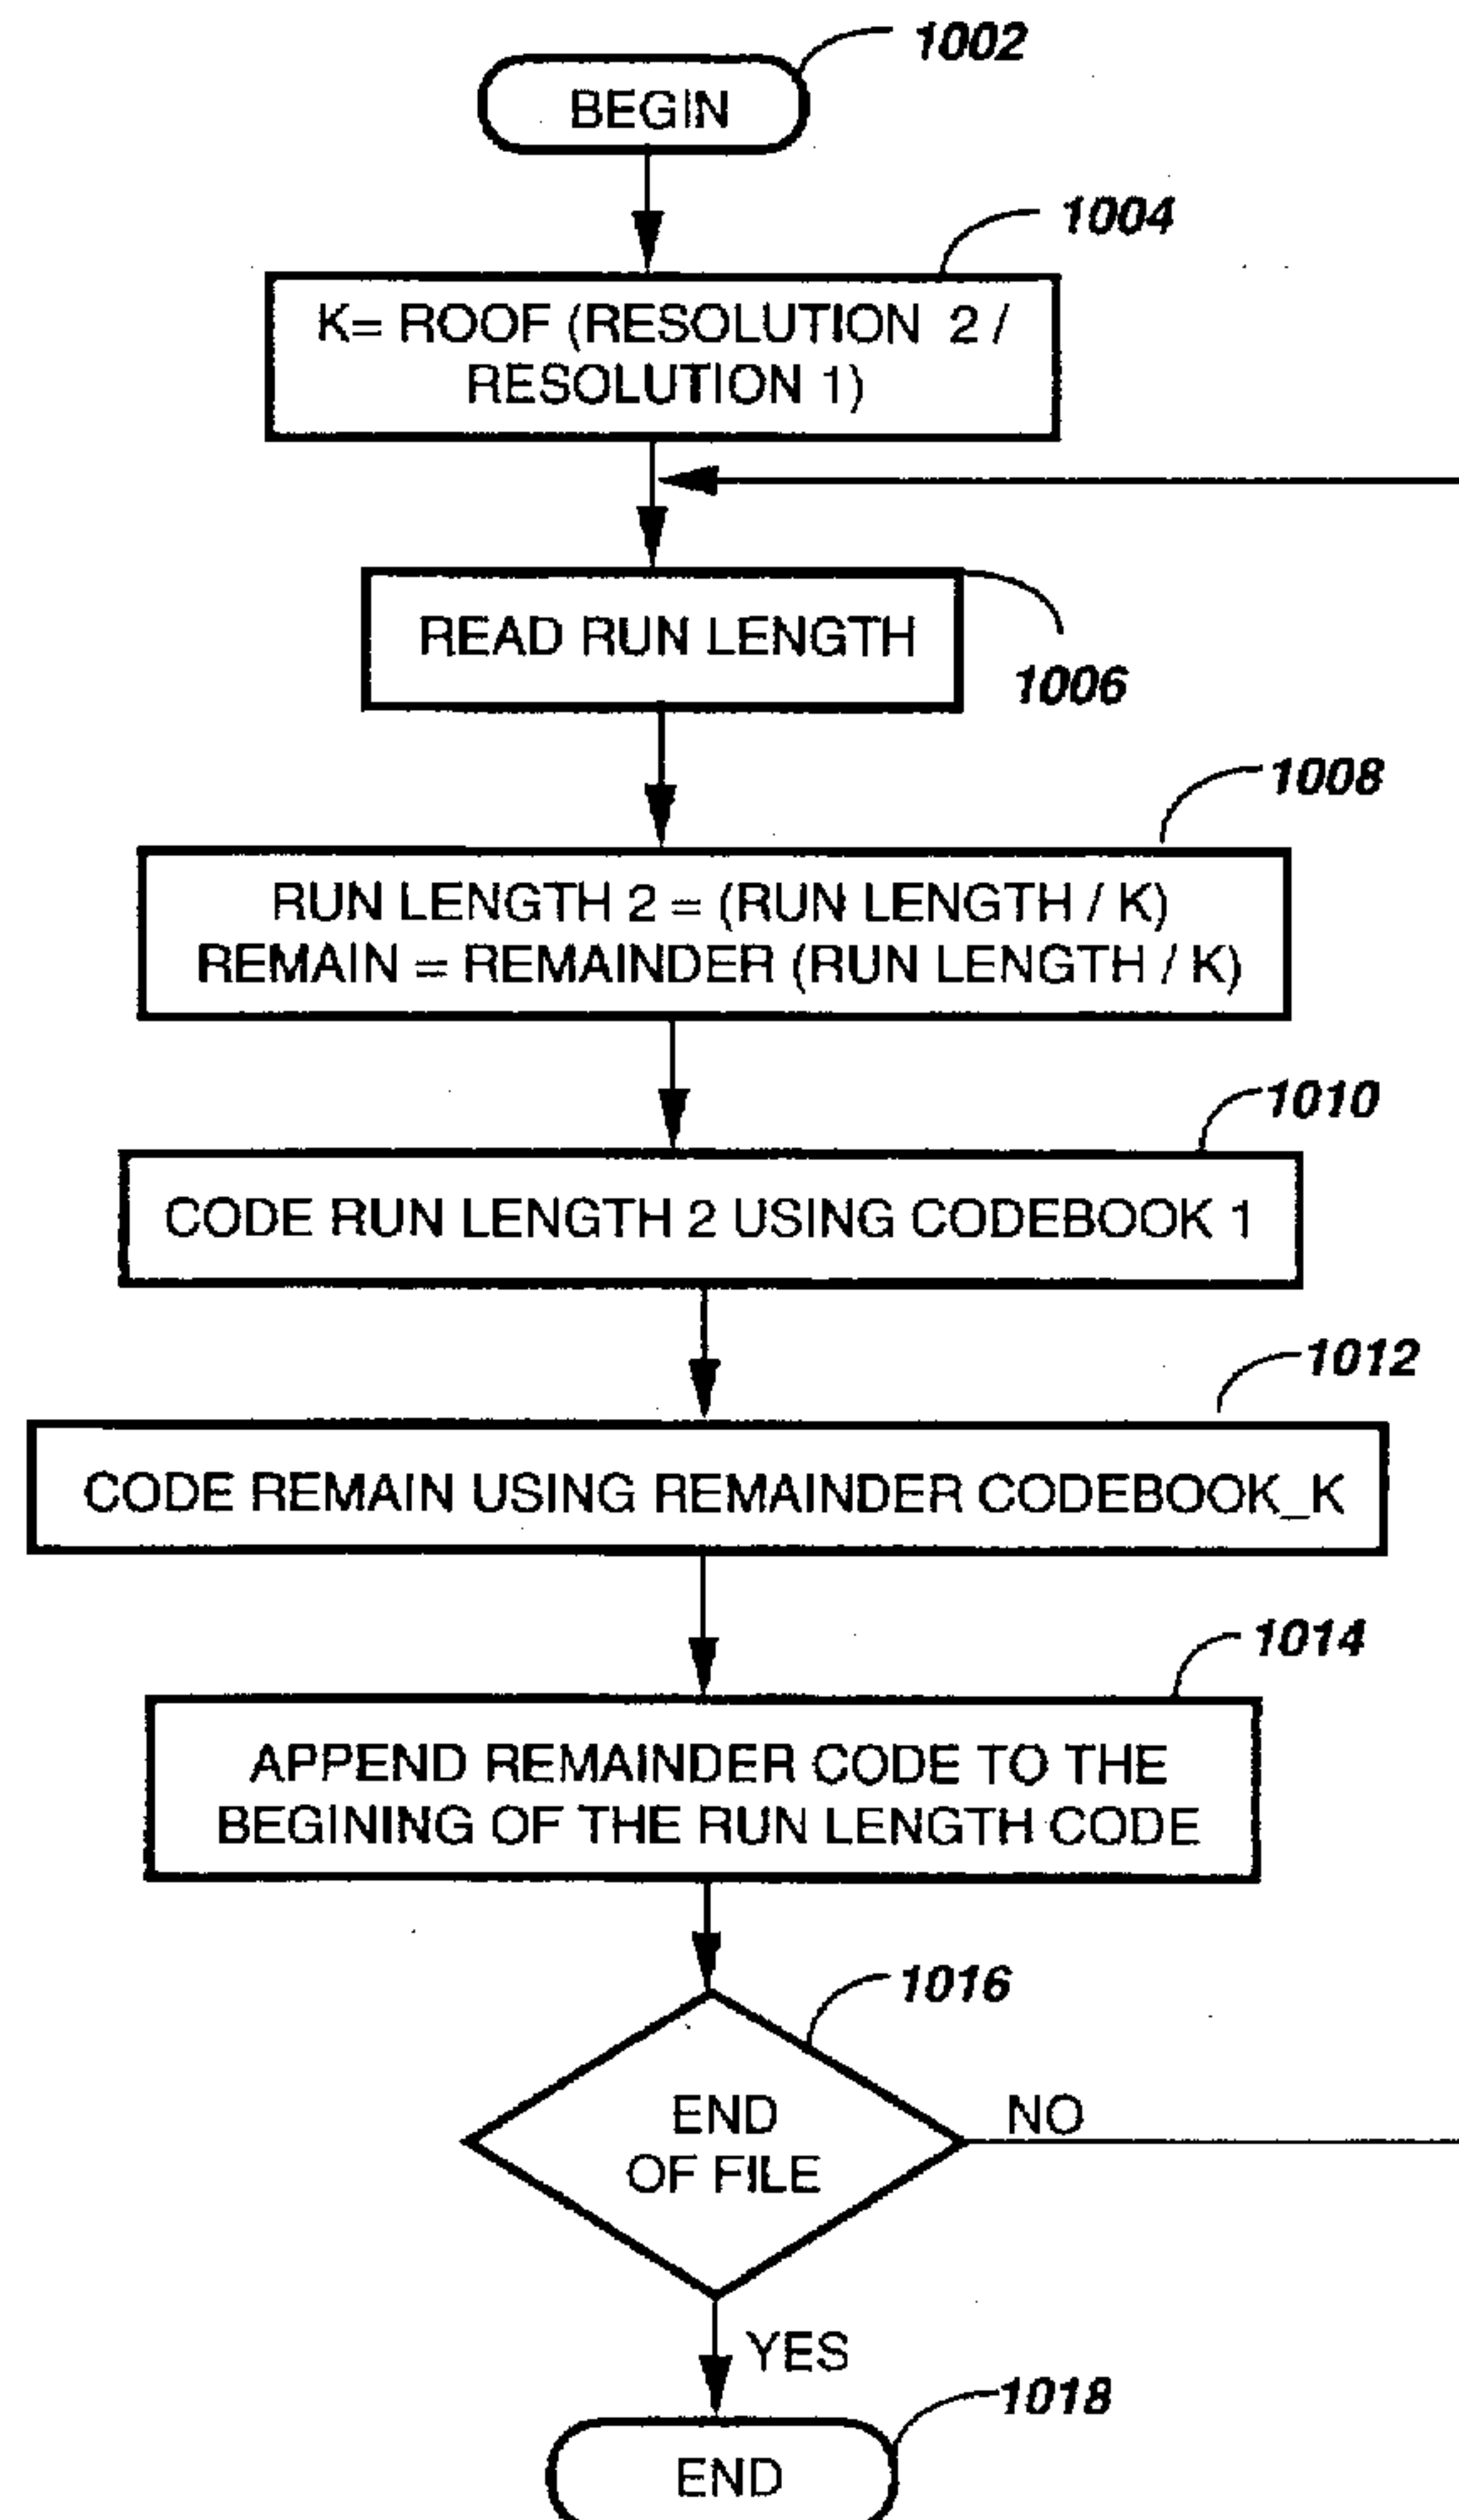 1002
BEGIN
1004
K= ROOF (RESOLUTION 2 /
RESOLUTION 1)
READ RUN LENGTH
1006
1008
RUN LENGTH 2 = (RUN LENGTH / K)
REMAIN = REMAINDER (RUN LENGTH / K)
1010
CODE RUN LENGTH 2 USING CODEBOOK 1
1012
CODE REMAIN USING REMAINDER CODEBOOK_K
1014
APPEND REMAINDER CODE TO THE
BEGINING OF THE RUN LENGTH CODE
1016
END
OF FILE
NO
YES
1018
END